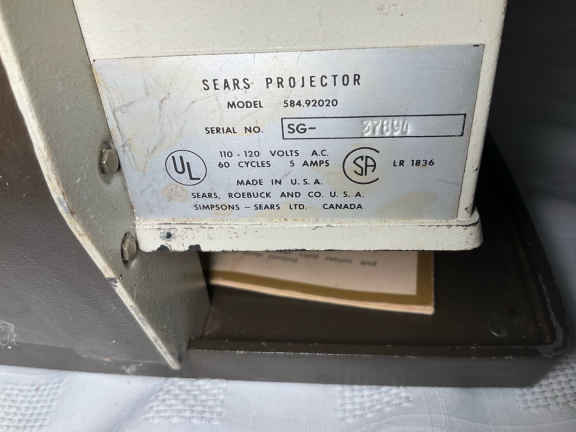 SEARS PROJECTOR
MODEL 584.92020
SERIAL NO. SG- 37894
110 - 120 VOLTS A.C.
60 CYCLES 5 AMPS
UL
SA
LR 1836
MADE IN U.S.A.
SEARS, ROEBUCK AND CO. U.S.A.
SIMPSONS - SEARS LTD. CANADA